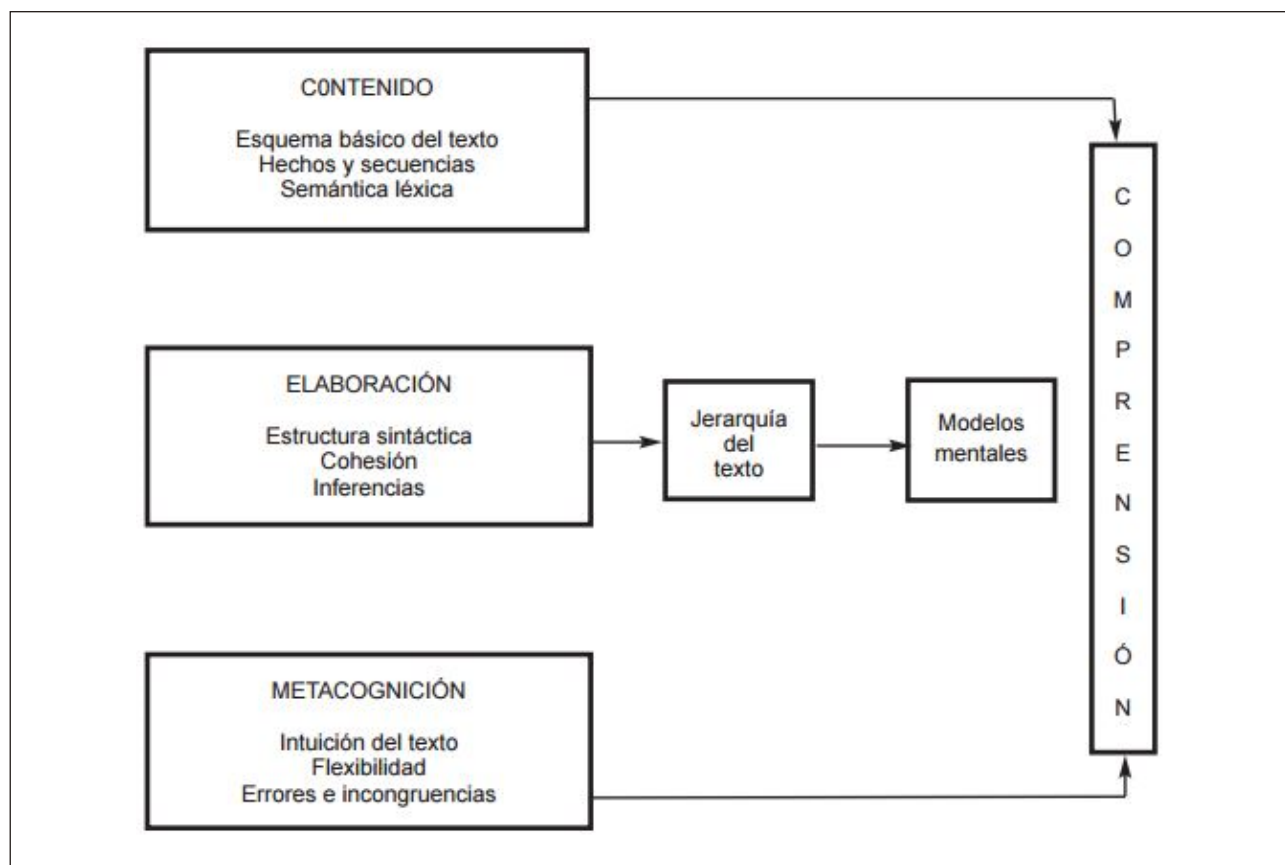 C0NTENIDO
Esquema básico del texto
Hechos y secuencias
Semántica léxica
ELABORACIÓN
Estructura sintáctica
Cohesión
Inferencias
Jerarquía
del
texto
Modelos
mentales
METACOGNICIÓN
Intuición del texto
Flexibilidad
Errores e incongruencias
C
O
M
P
R
E
N
S
I
Ó
N